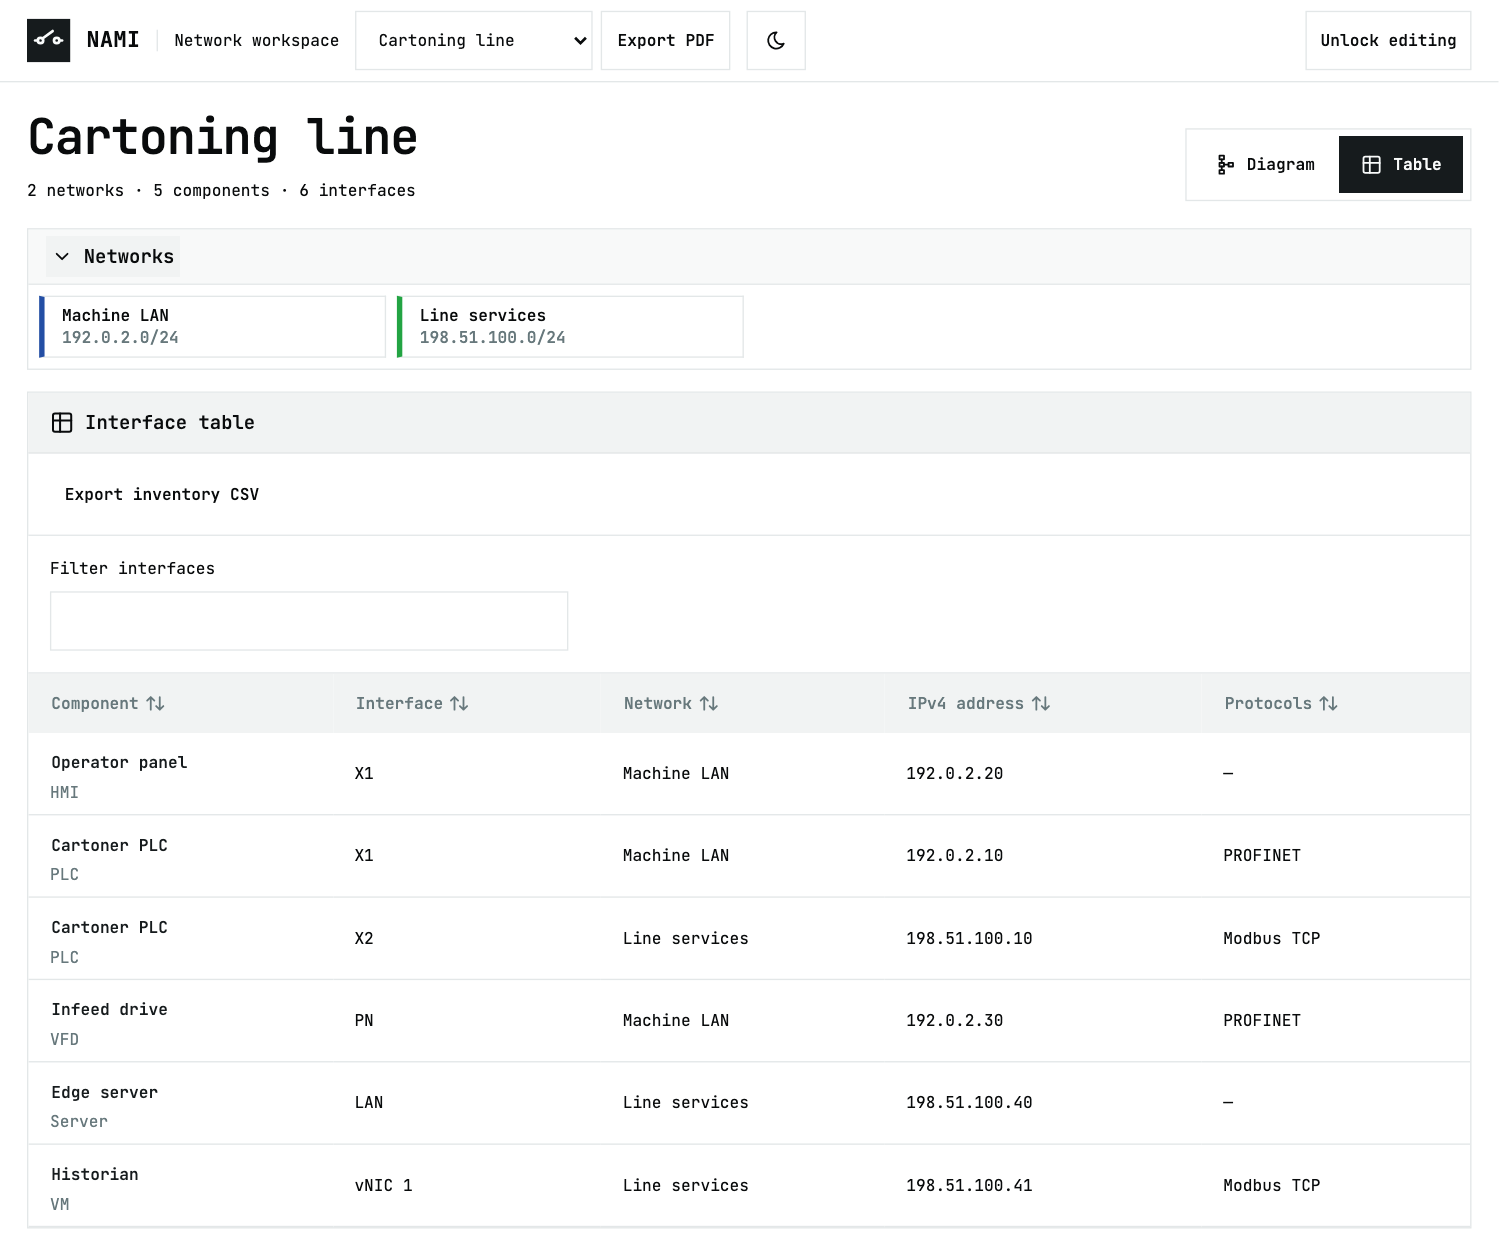 NAMI
Network workspace
Cartoning line
Export PDF
Unlock editing
Cartoning line
2 networks · 5 components · 6 interfaces
Diagram
Table
Networks
Machine LAN
192.0.2.0/24
Line services
198.51.100.0/24
Interface table
Export inventory CSV
Filter interfaces
Component Interface Network IPv4 address Protocols
Operator panel
HMI
X1 Machine LAN 192.0.2.20 —
Cartoner PLC
PLC
X1 Machine LAN 192.0.2.10 PROFINET
Cartoner PLC
PLC
X2 Line services 198.51.100.10 Modbus TCP
Infeed drive
VFD
PN Machine LAN 192.0.2.30 PROFINET
Edge server
Server
LAN Line services 198.51.100.40 —
Historian
VM
vNIC 1 Line services 198.51.100.41 Modbus TCP